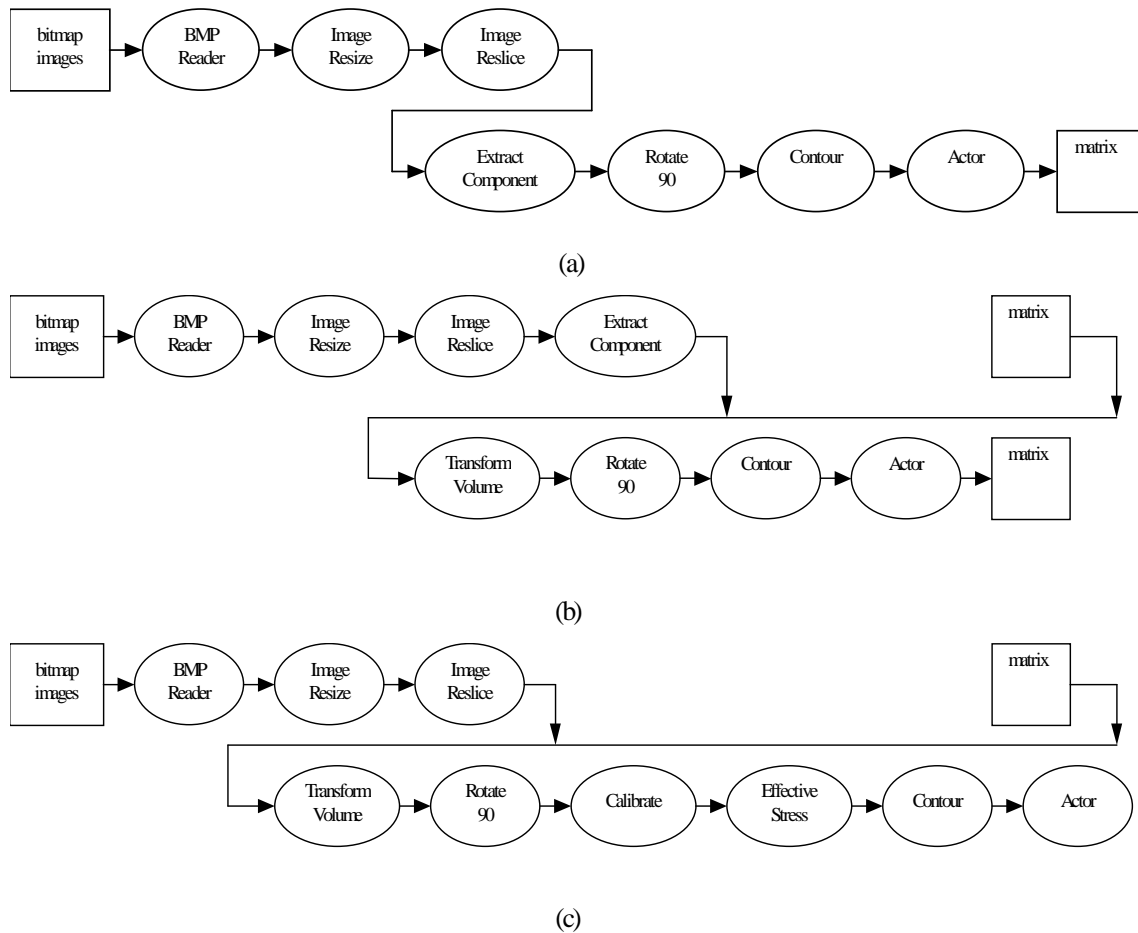 bitmap
images
BMP
Reader
Image
Resize
Image
Reslice
Extract
Component
Rotate
90
Contour
Actor
matrix
(a)
bitmap
images
BMP
Reader
Image
Resize
Image
Reslice
Extract
Component
matrix
Transform
Volume
Rotate
90
Contour
Actor
matrix
(b)
bitmap
images
BMP
Reader
Image
Resize
Image
Reslice
matrix
Transform
Volume
Rotate
90
Calibrate
Effective
Stress
Contour
Actor
(c)